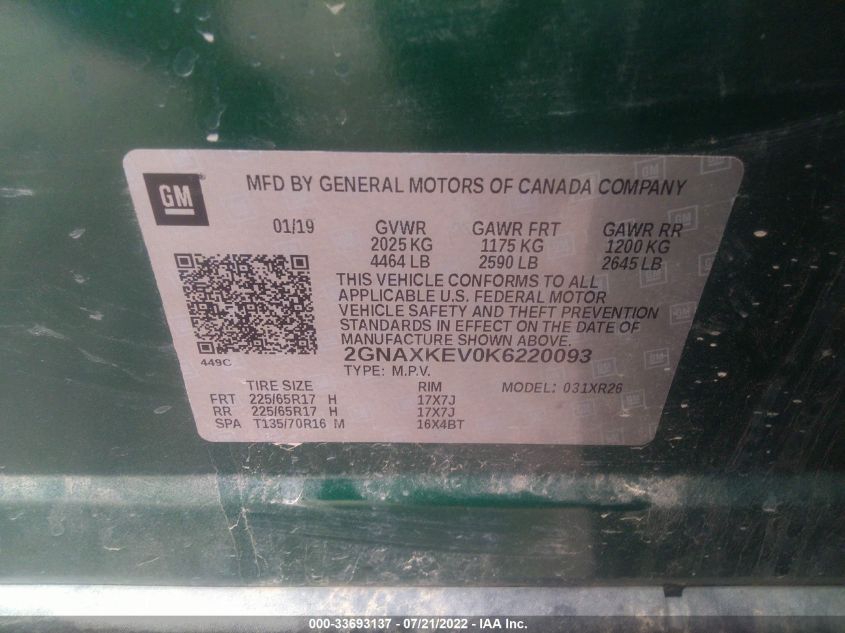 GM
MFD BY GENERAL MOTORS OF CANADA COMPANY
01/19 GVWR GAWR FRT GAWR RR
2025 KG 1175 KG 1200 KG
4464 LB 2590 LB 2645 LB
THIS VEHICLE CONFORMS TO ALL
APPLICABLE U.S. FEDERAL MOTOR
VEHICLE SAFETY AND THEFT PREVENTION
STANDARDS IN EFFECT ON THE DATE OF
MANUFACTURE SHOWN ABOVE.
449C
2GNAXKEV0K6220093
TYPE: M.P.V.
TIRE SIZE RIM MODEL: 031XR26
FRT 225/65R17 H 17X7J
RR 225/65R17 H 17X7J
SPA T135/70R16 M 16X4BT
000-33693137 - 07/21/2022 - IAA Inc.